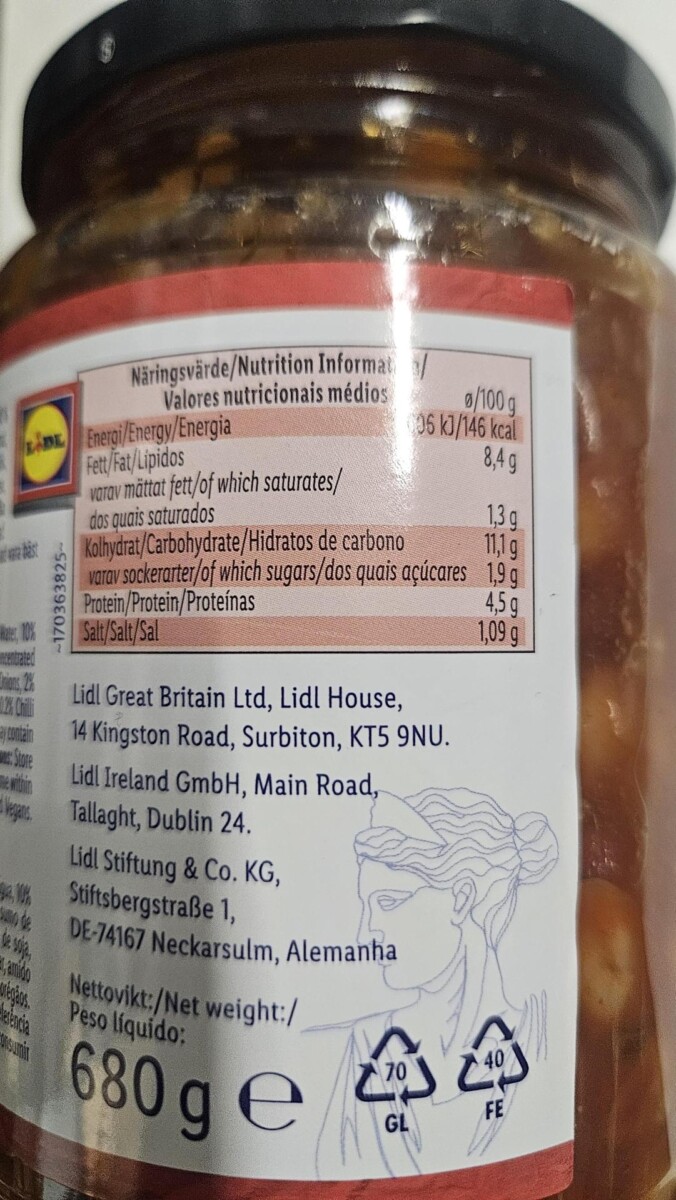 Näringsvärde/Nutrition
Valores nutricionais médios
ø/100 g
Energi/Energy/Energia
kJ/146 kcal
Fett/Fat/Lípidos
8,4 g
varav mättat fett/of which saturates/
dos quais saturados
1,3 g
Kolhydrat/Carbohydrate/Hidratos de carbono
11,1 g
varav sockerarter/of which sugars/dos quais açúcares
1,9 g
Protein/Protein/Proteínas
4,5 g
Salt/Salt/Sal
1,09 g
LIDL
~170363825~
Lidl Great Britain Ltd, Lidl House,
14 Kingston Road, Surbiton, KT5 9NU.
Lidl Ireland GmbH, Main Road,
Tallaght, Dublin 24.
Lidl Stiftung & Co. KG,
Stiftsbergstraße 1,
DE-74167 Neckarsulm, Alemanha
Nettovikt:/Net weight:/
Peso líquido:
680 g e
70
GL
40
FE